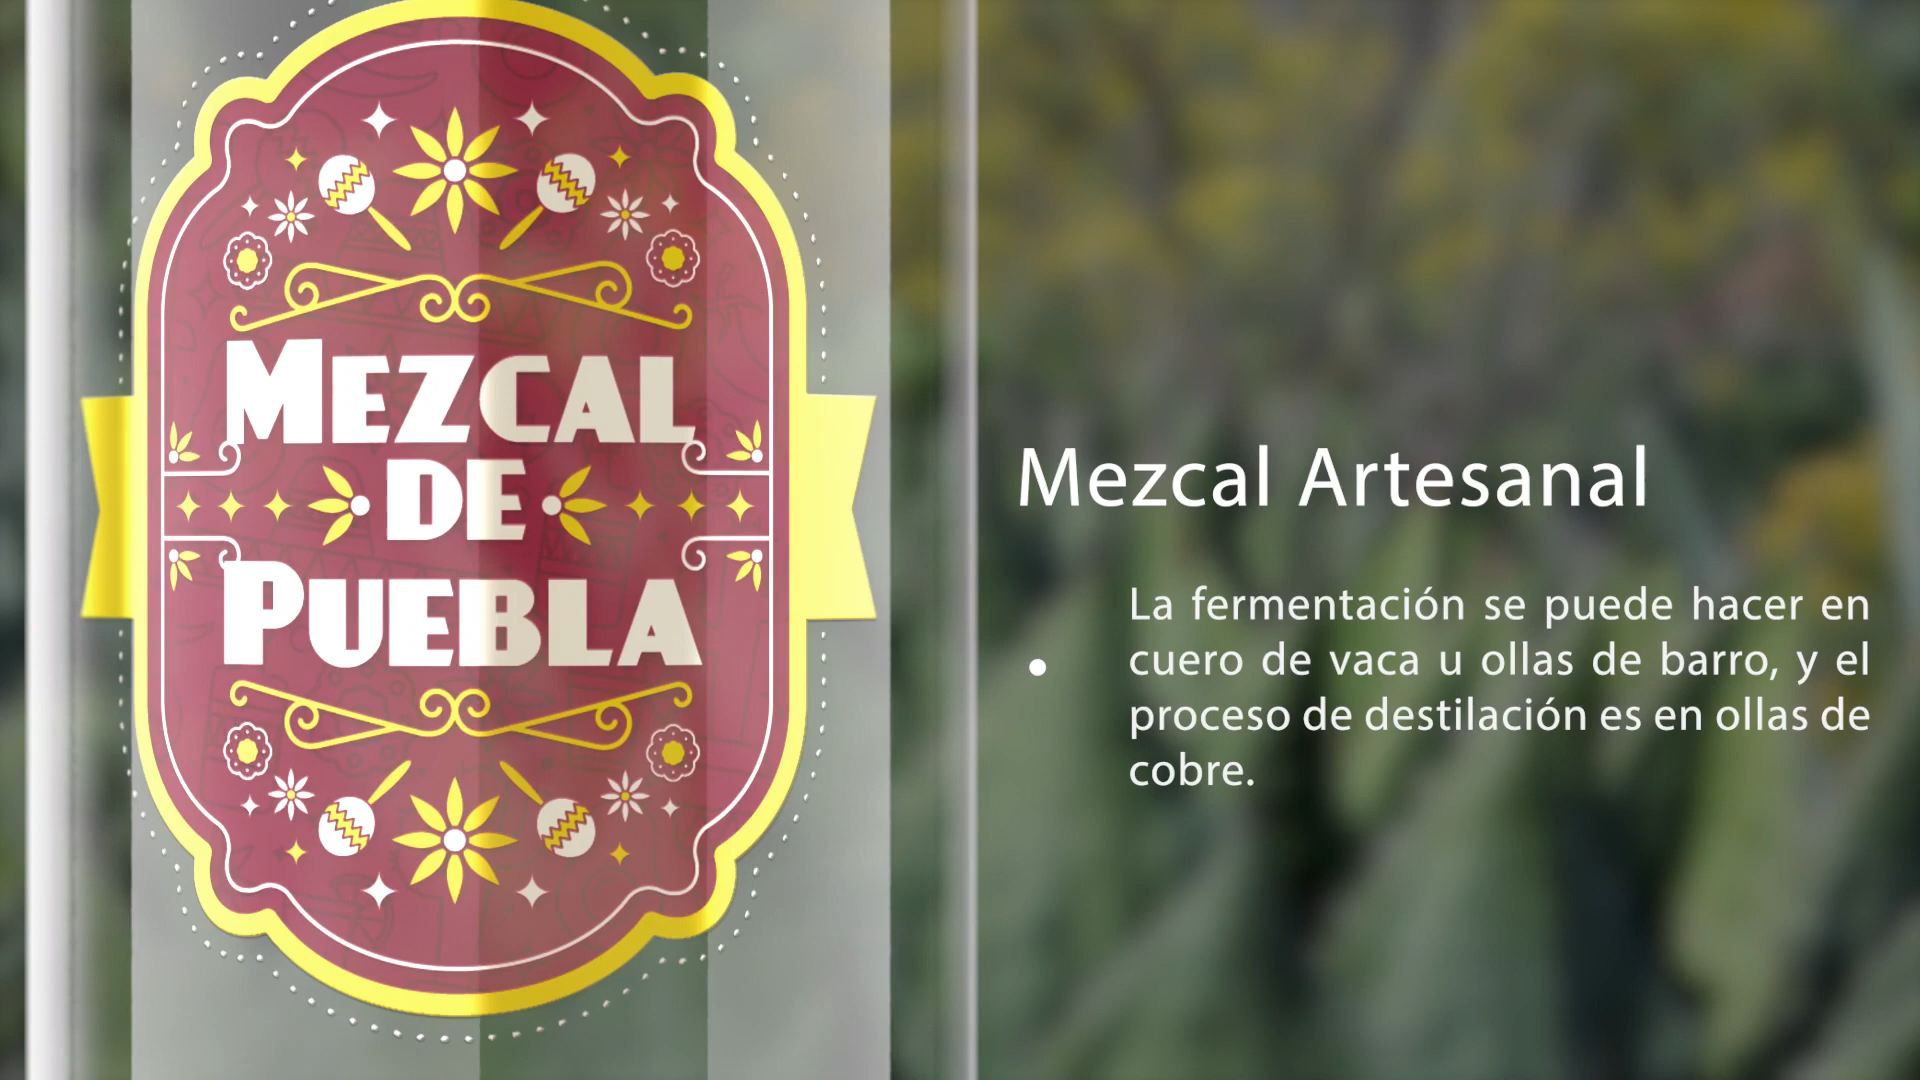 MEZCAL
DE
PUEBLA
Mezcal Artesanal
La fermentación se puede hacer en
cuero de vaca u ollas de barro, y el
proceso de destilación es en ollas de
cobre.